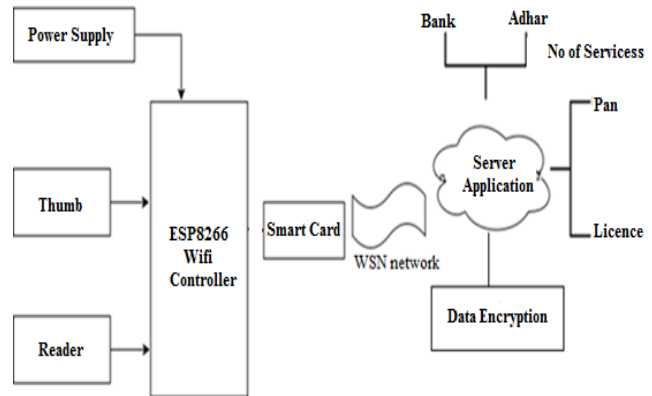 Power Supply
Bank
Adhar
No of Servicess
Pan
Server
Application
Thumb
ESP8266
Wifi
Controller
Smart Card
WSN network
Licence
Data Encryption
Reader